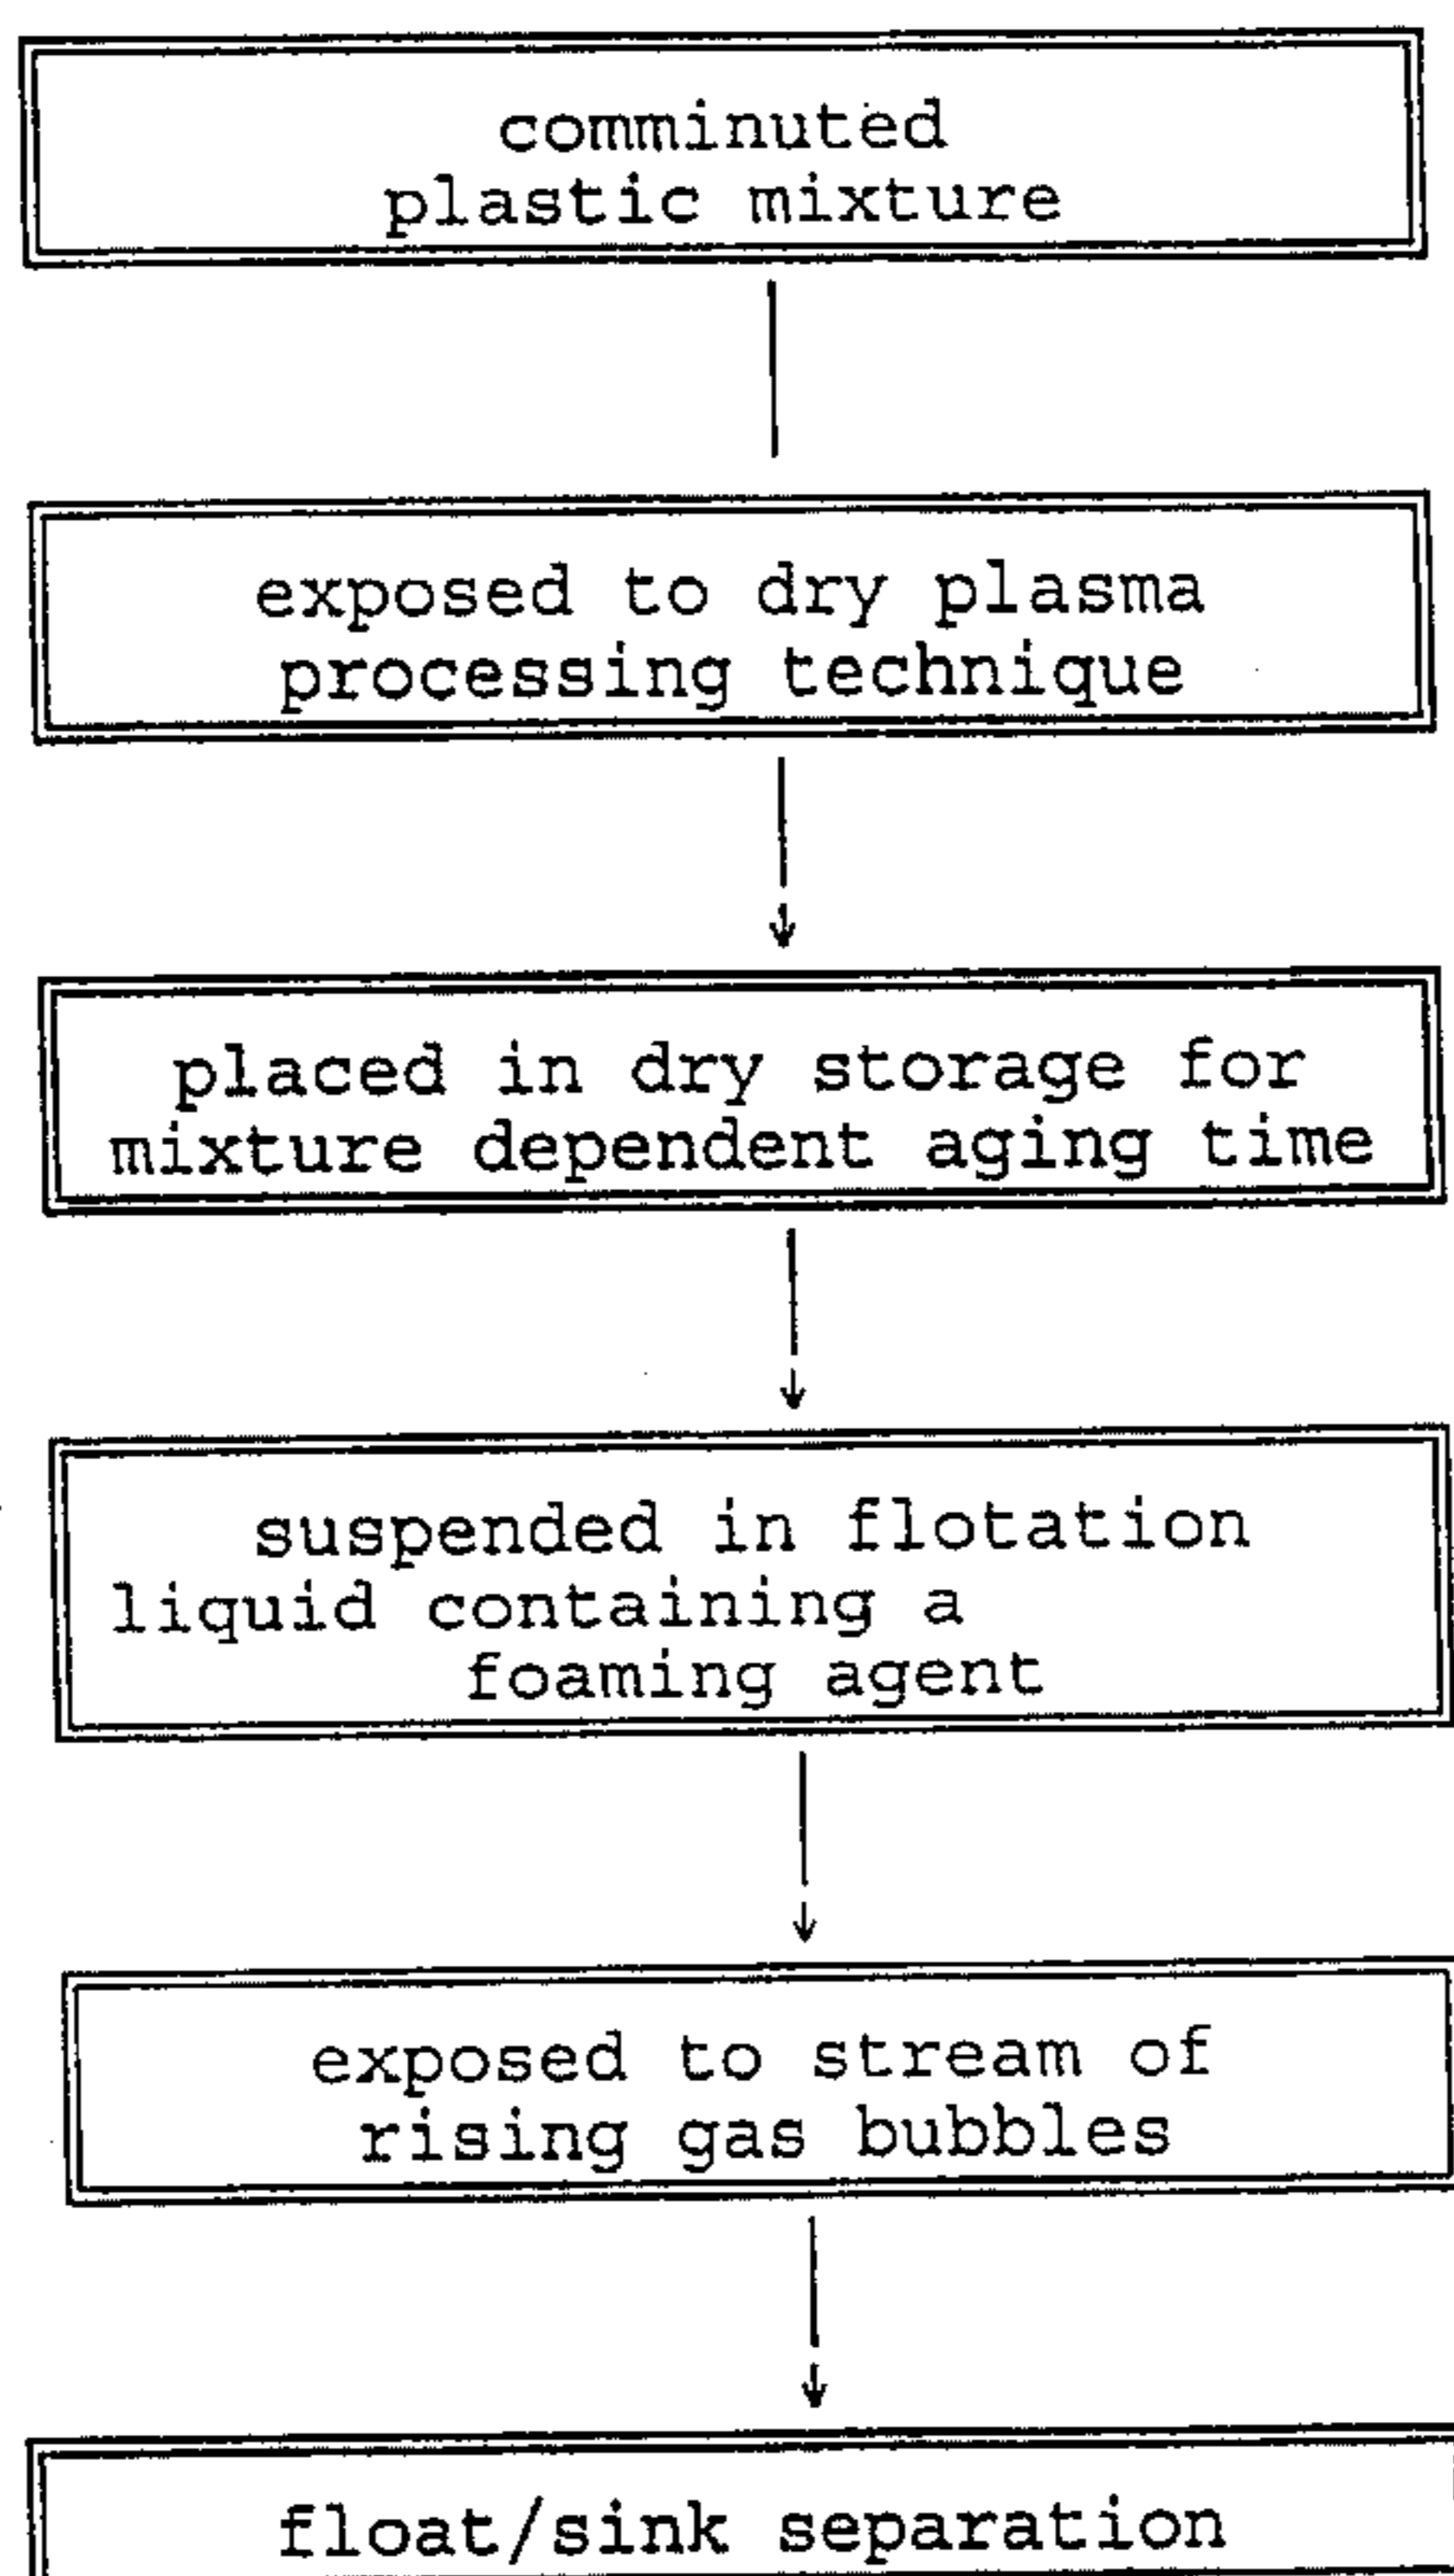 comminuted
plastic mixture
exposed to dry plasma
processing technique
placed in dry storage for
mixture dependent aging time
suspended in flotation
liquid containing a
foaming agent
exposed to stream of
rising gas bubbles
float/sink separation